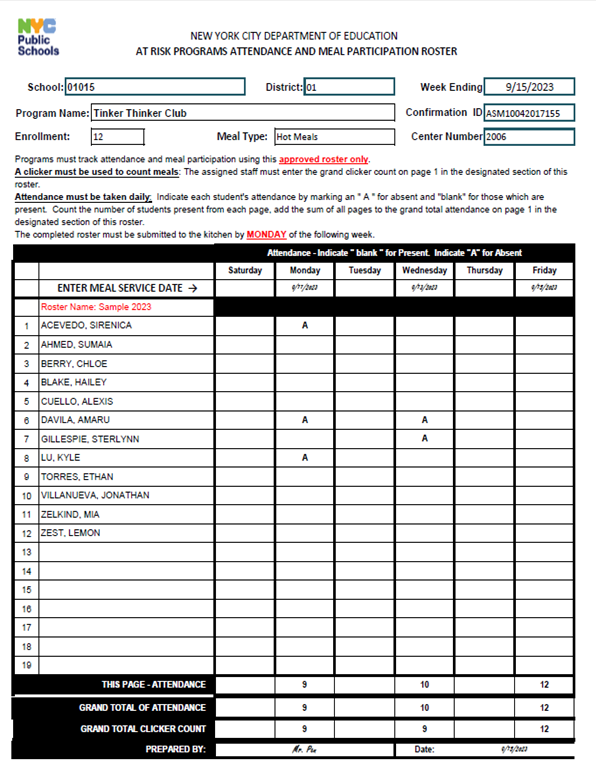 NYC
Public
Schools
NEW YORK CITY DEPARTMENT OF EDUCATION
AT RISK PROGRAMS ATTENDANCE AND MEAL PARTICIPATION ROSTER
School: 01015 District: 01 Week Ending 9/15/2023
Program Name: Tinker Thinker Club Confirmation ID ASM10042017155
Enrollment: 12 Meal Type: Hot Meals Center Number 2006
Programs must track attendance and meal participation using this approved roster only.
A clicker must be used to count meals: The assigned staff must enter the grand clicker count on page 1 in the designated section of this
roster.
Attendance must be taken daily: Indicate each student's attendance by marking an " A " for absent and "blank" for those which are
present. Count the number of students present from each page, add the sum of all pages to the grand total attendance on page 1 in the
designated section of this roster.
The completed roster must be submitted to the kitchen by MONDAY of the following week.
Attendance - Indicate " blank " for Present. Indicate "A" for Absent
Saturday Monday Tuesday Wednesday Thursday Friday
ENTER MEAL SERVICE DATE → 9/11/2023 9/13/2023 9/15/2023
Roster Name: Sample 2023
1 ACEVEDO, SIRENICA A
2 AHMED, SUMAIA
3 BERRY, CHLOE
4 BLAKE, HAILEY
5 CUELLO, ALEXIS
6 DAVILA, AMARU A A
7 GILLESPIE, STERLYNN A
8 LU, KYLE A
9 TORRES, ETHAN
10 VILLANUEVA, JONATHAN
11 ZELKIND, MIA
12 ZEST, LEMON
13
14
15
16
17
18
19
THIS PAGE - ATTENDANCE 9 10 12
GRAND TOTAL OF ATTENDANCE 9 10 12
GRAND TOTAL CLICKER COUNT 9 9 12
PREPARED BY: Mr. Date: 9/15/2023